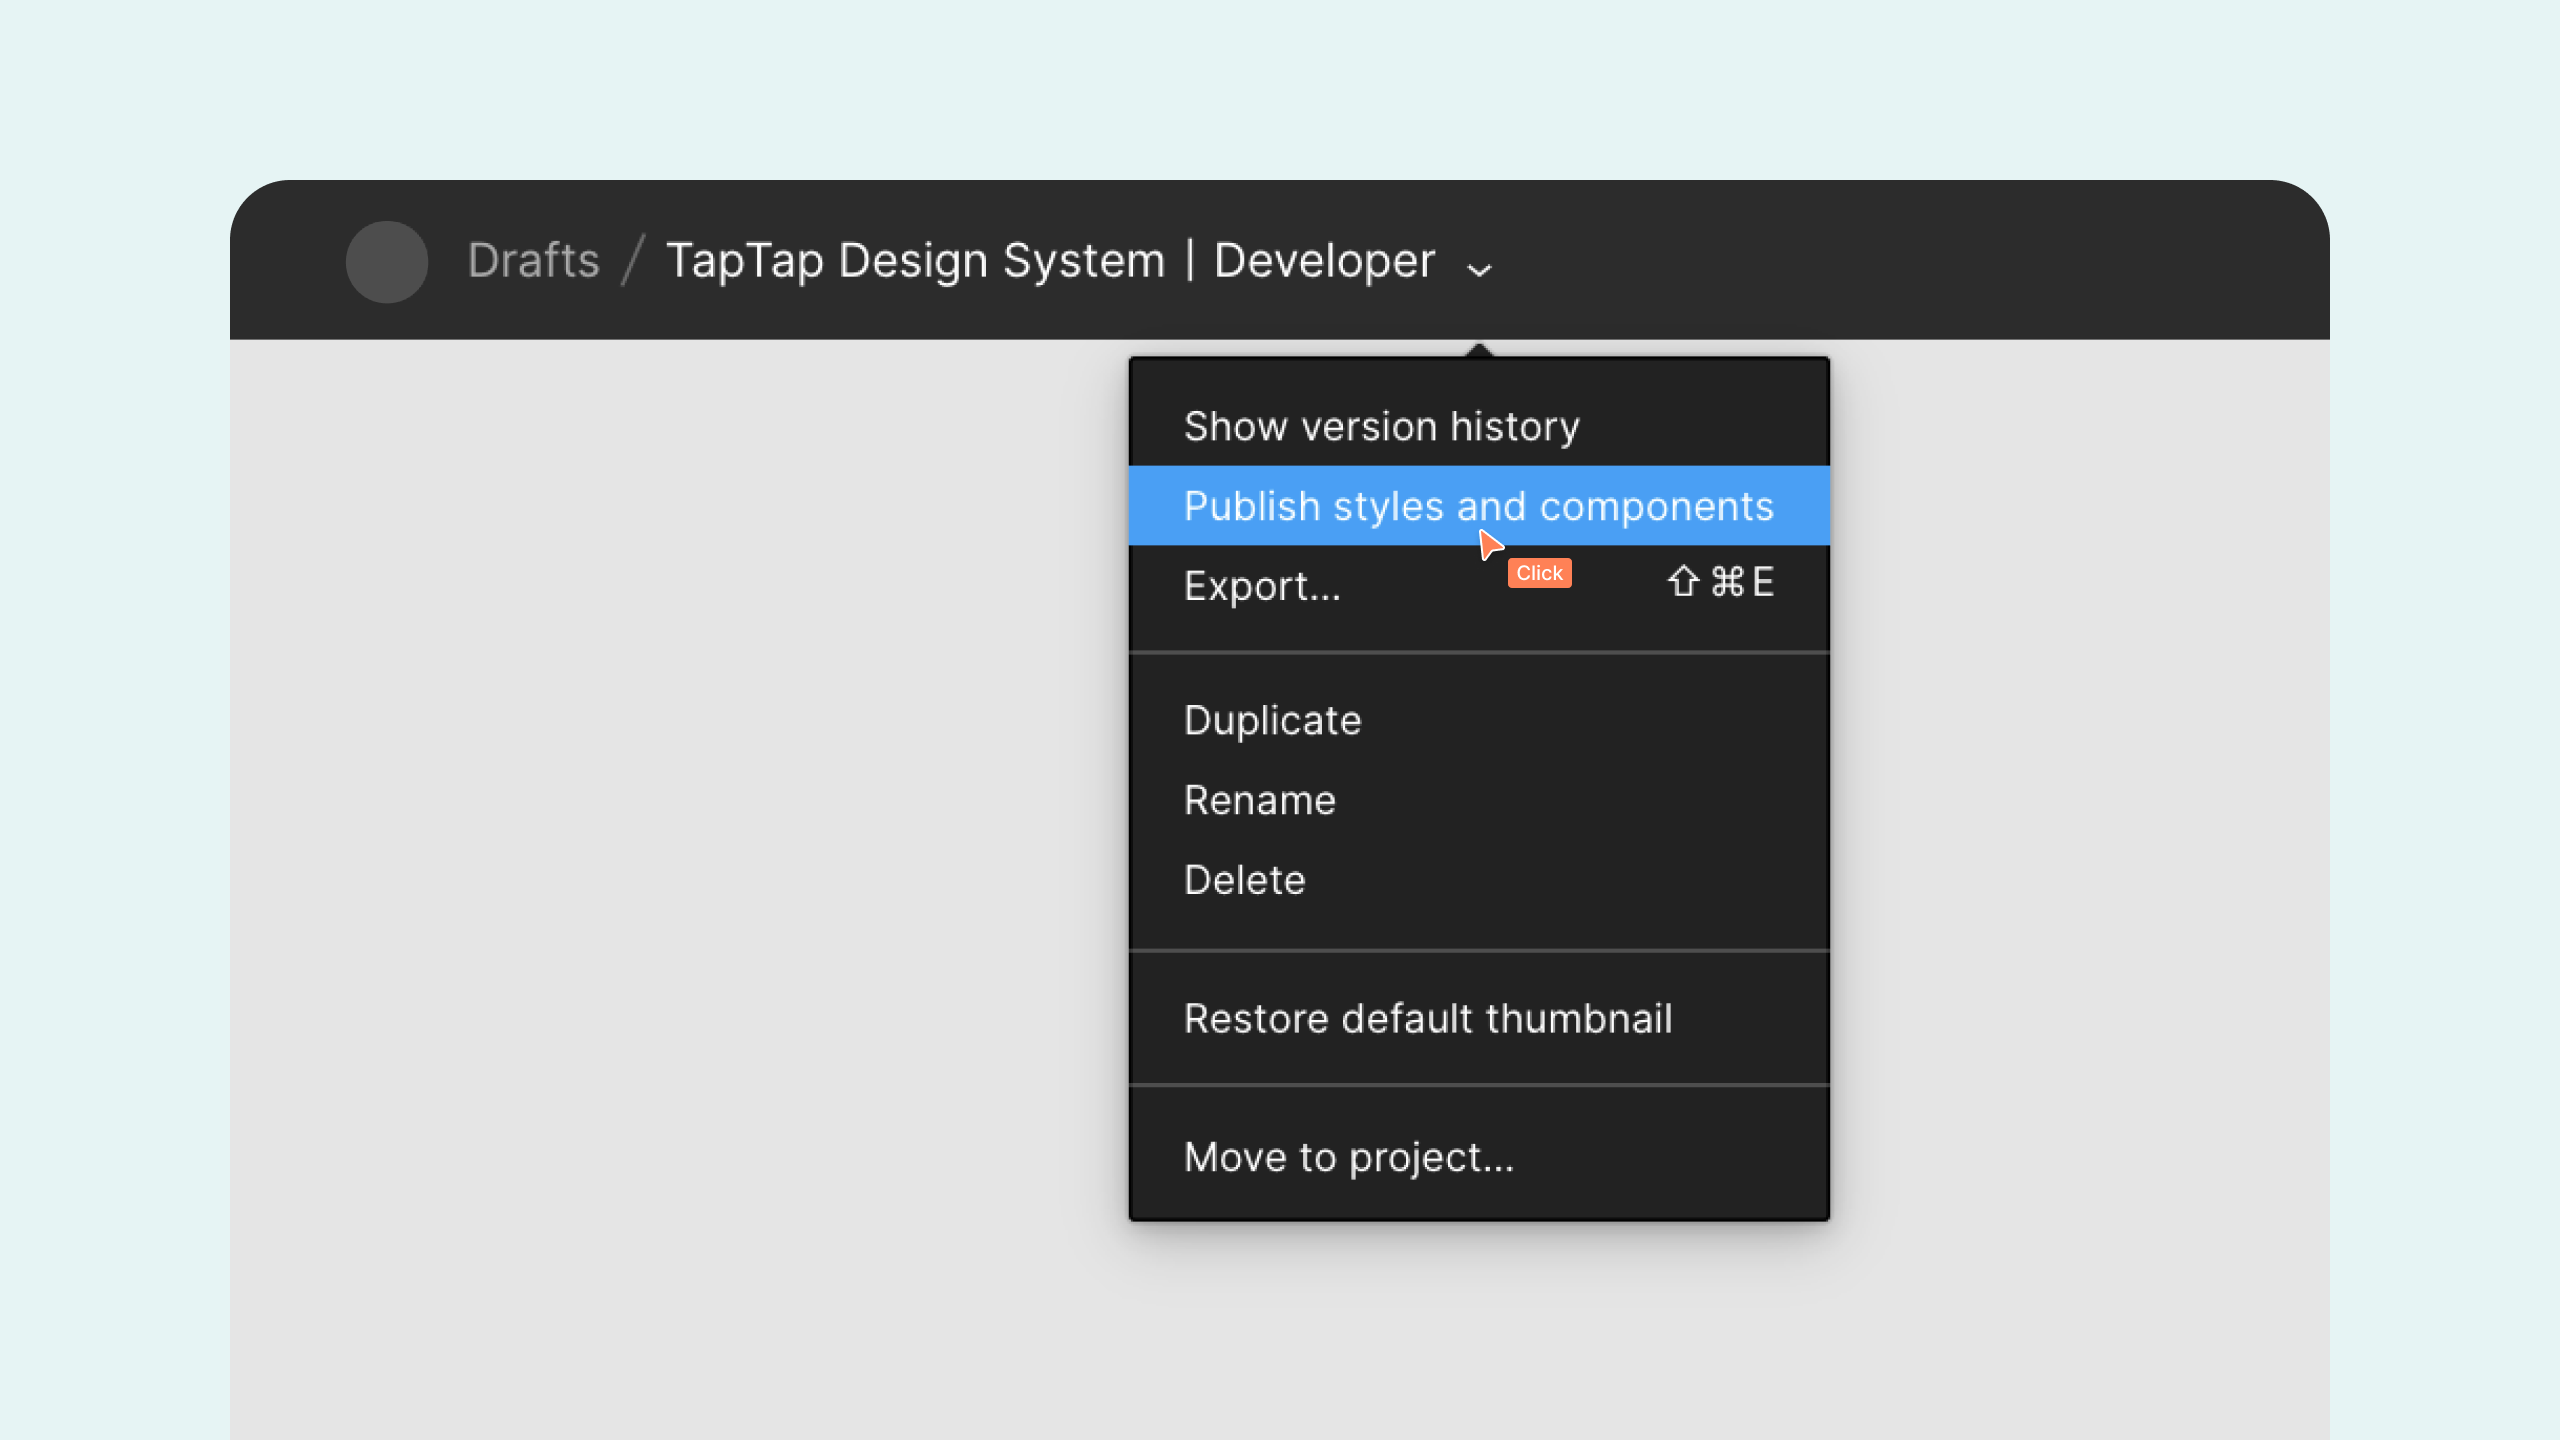 Drafts / TapTap Design System | Developer
Show version history
Publish styles and components
Click
Export... ⇧⌘E
Duplicate
Rename
Delete
Restore default thumbnail
Move to project...